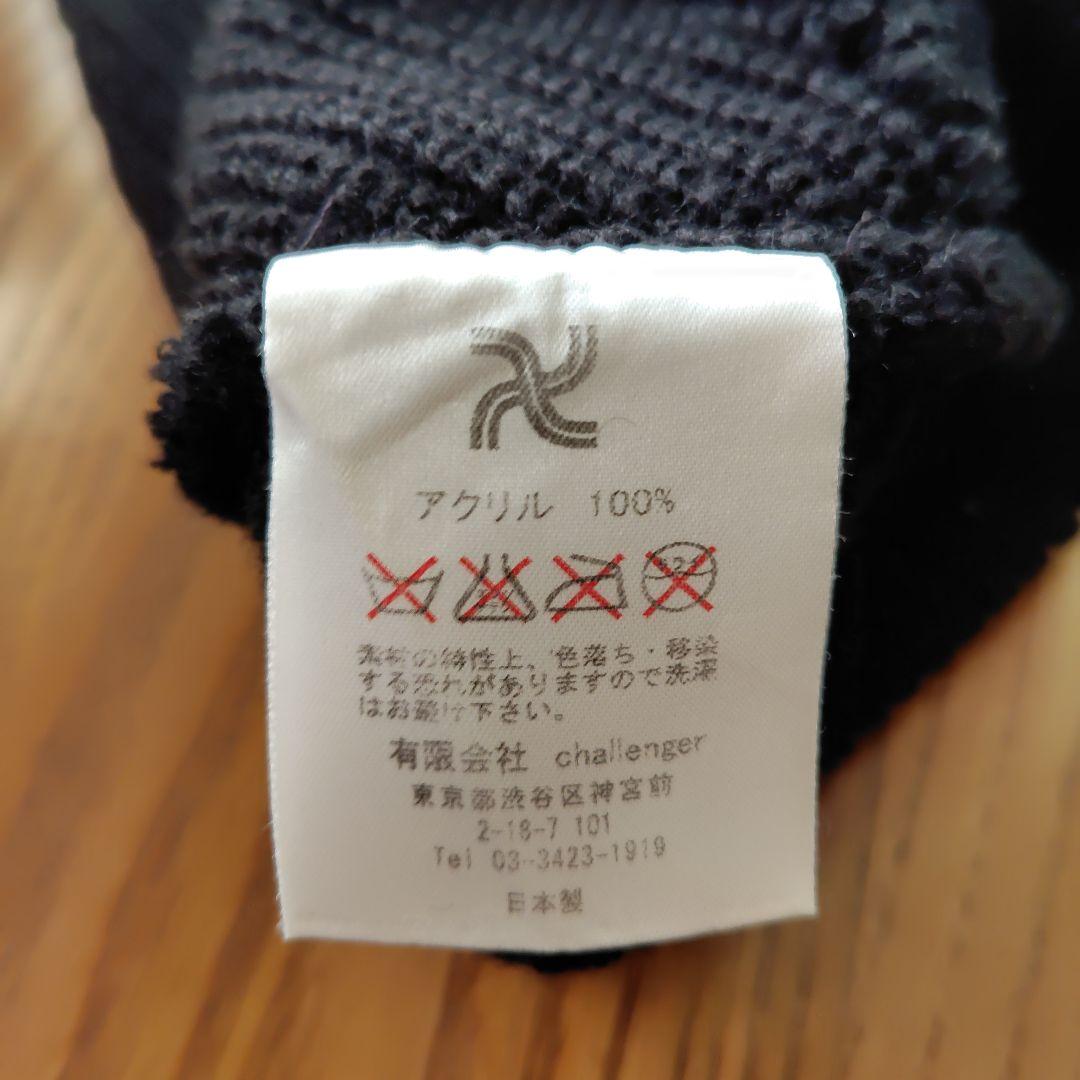 アクリル 100%
素材の特性上、色落ち・移染
する恐れがありますので洗濯
はお避け下さい。
有限会社 challenger
東京都渋谷区神宮前
2-18-7 101
Tel 03-3423-1919
日本製